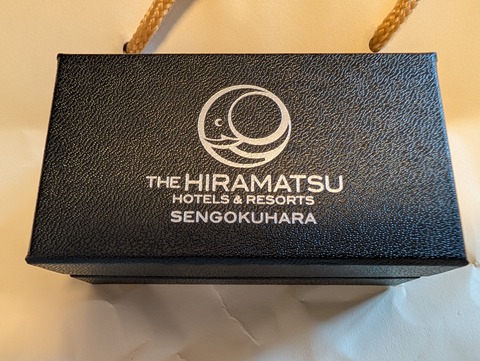 THE HIRAMATSU
HOTELS & RESORTS
SENGOKUHARA